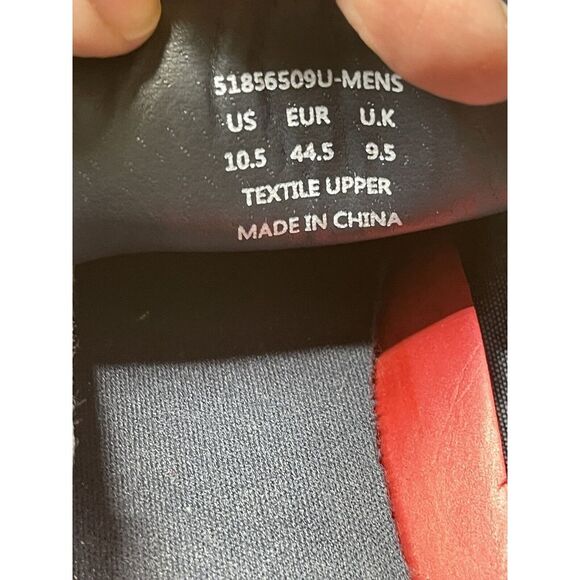 51856509U-MENS
US EUR U.K
10.5 44.5 9.5
TEXTILE UPPER
MADE IN CHINA